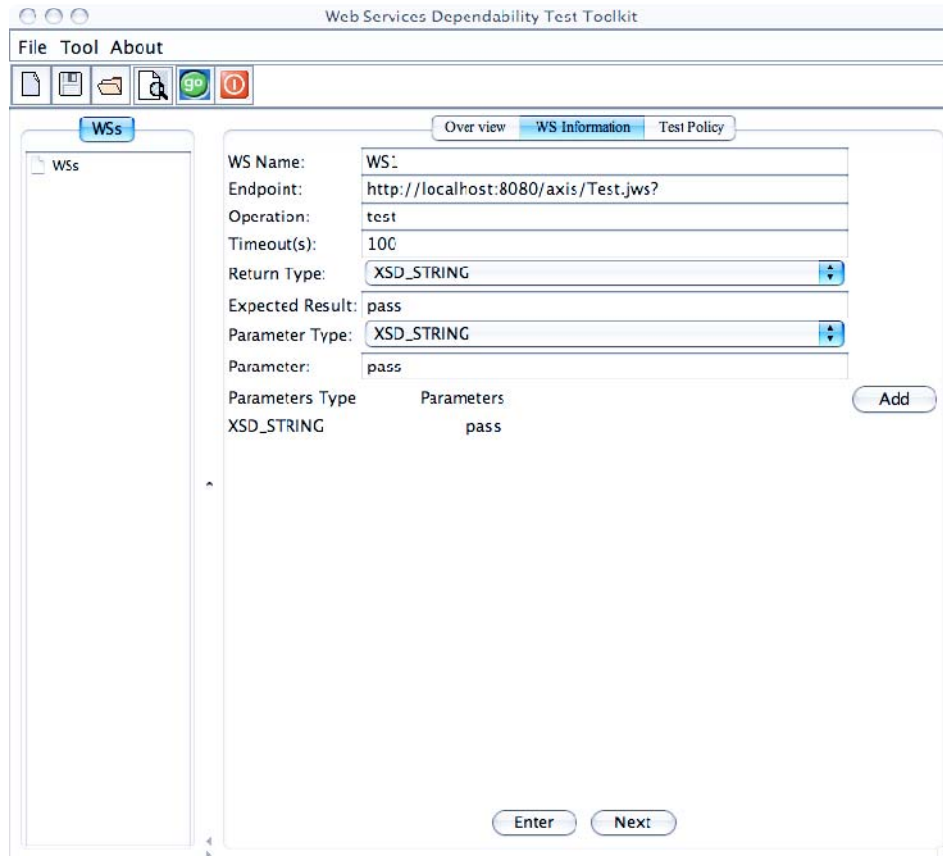 Web Services Dependability Test Toolkit
File Tool About
go
WSs
Over view WS Information Test Policy
WSs
WS Name: WS1
Endpoint: http://localhost:8080/axis/Test.jws?
Operation: test
Timeout(s): 100
Return Type: XSD_STRING
Expected Result: pass
Parameter Type: XSD_STRING
Parameter: pass
Parameters Type Parameters Add
XSD_STRING pass
Enter Next